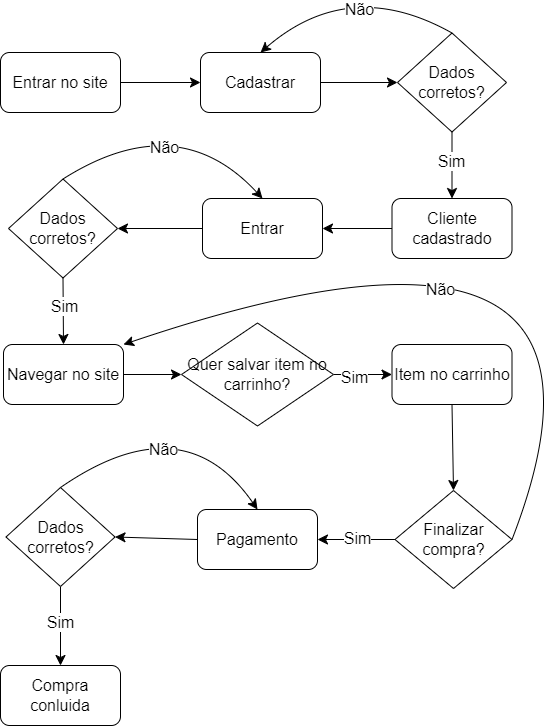 Não
Entrar no site
Cadastrar
Dados
corretos?
Sim
Não
Dados
corretos?
Entrar
Cliente
cadastrado
Sim
Não
Navegar no site
Quer salvar item no
carrinho?
Sim
Item no carrinho
Não
Dados
corretos?
Pagamento
Sim
Finalizar
compra?
Sim
Compra
conluida